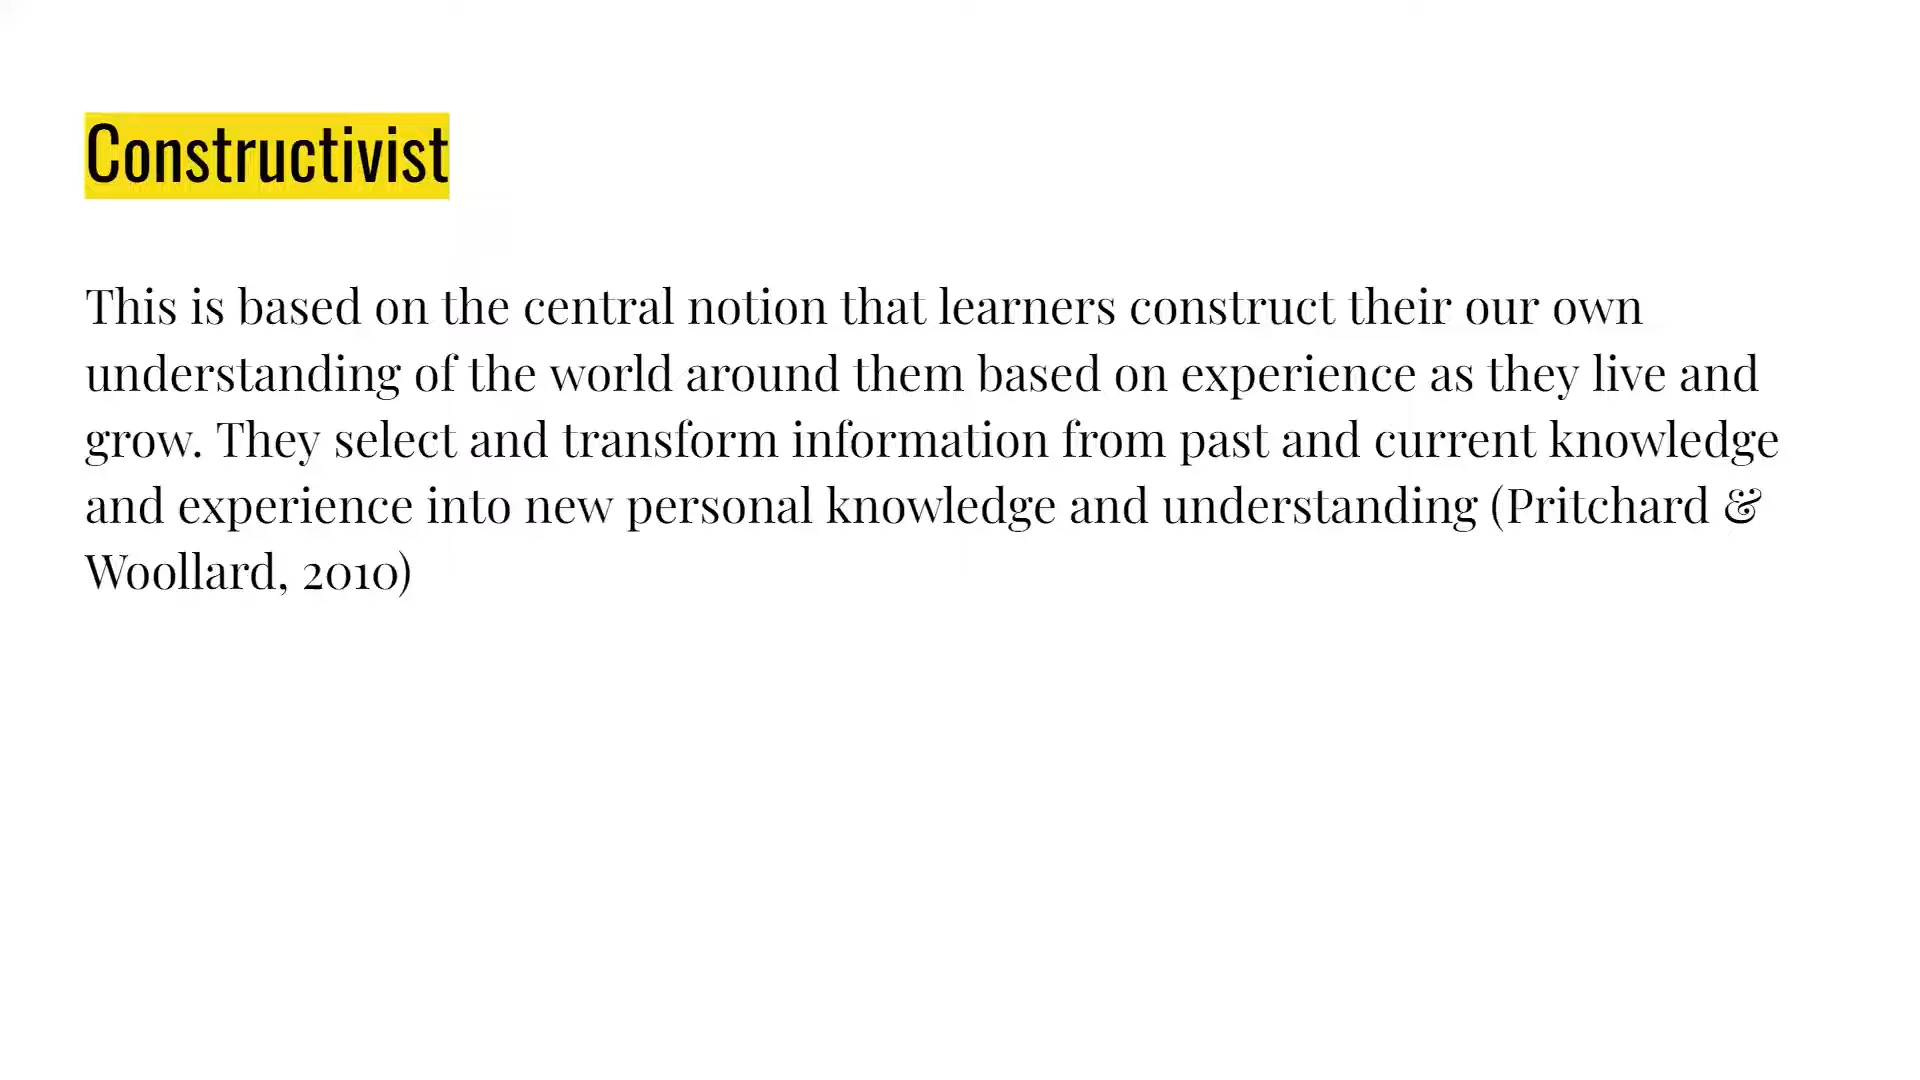 Constructivist
This is based on the central notion that learners construct their our own
understanding of the world around them based on experience as they live and
grow. They select and transform information from past and current knowledge
and experience into new personal knowledge and understanding (Pritchard &
Woollard, 2010)